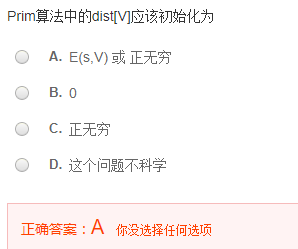 Prim算法中的dist[V]应该初始化为
A. E(s,V) 或 正无穷
B. 0
C. 正无穷
D. 这个问题不科学
正确答案：A 你没选择任何选项